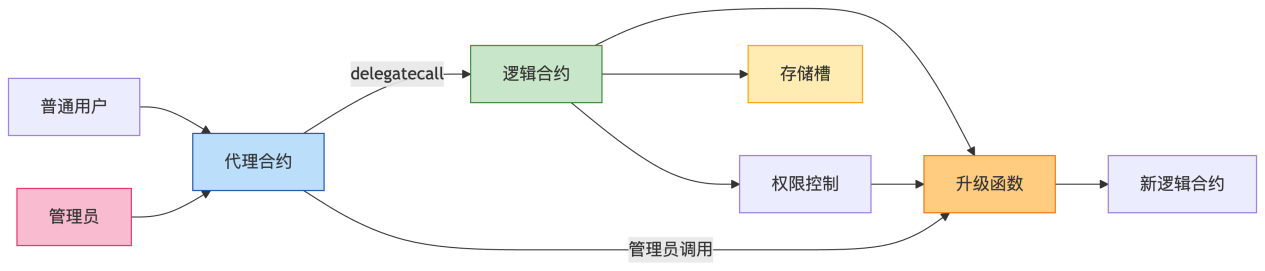 普通用户
管理员
代理合约
delegatecall
逻辑合约
存储槽
权限控制
管理员调用
升级函数
新逻辑合约